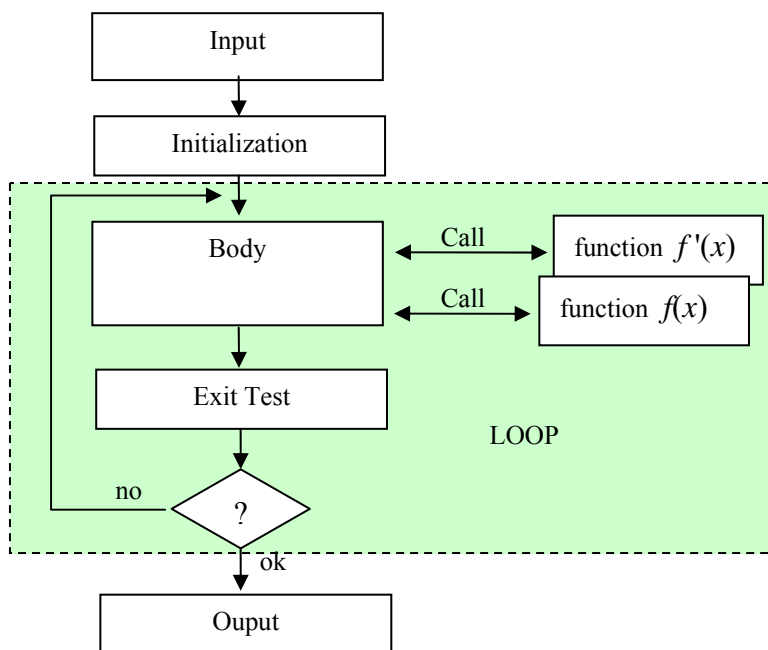 Input
Initialization
Body
Call
function f'(x)
Call
function f(x)
Exit Test
LOOP
no
?
ok
Ouput